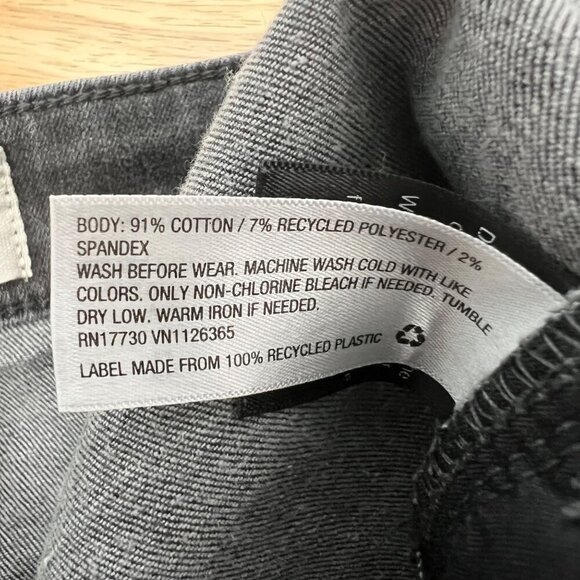 BODY: 91% COTTON / 7% RECYCLED POLYESTER / 2%
SPANDEX
WASH BEFORE WEAR. MACHINE WASH COLD WITH LIKE
COLORS. ONLY NON-CHLORINE BLEACH IF NEEDED. TUMBLE
DRY LOW. WARM IRON IF NEEDED.
RN17730 VN1126365
LABEL MADE FROM 100% RECYCLED PLASTIC